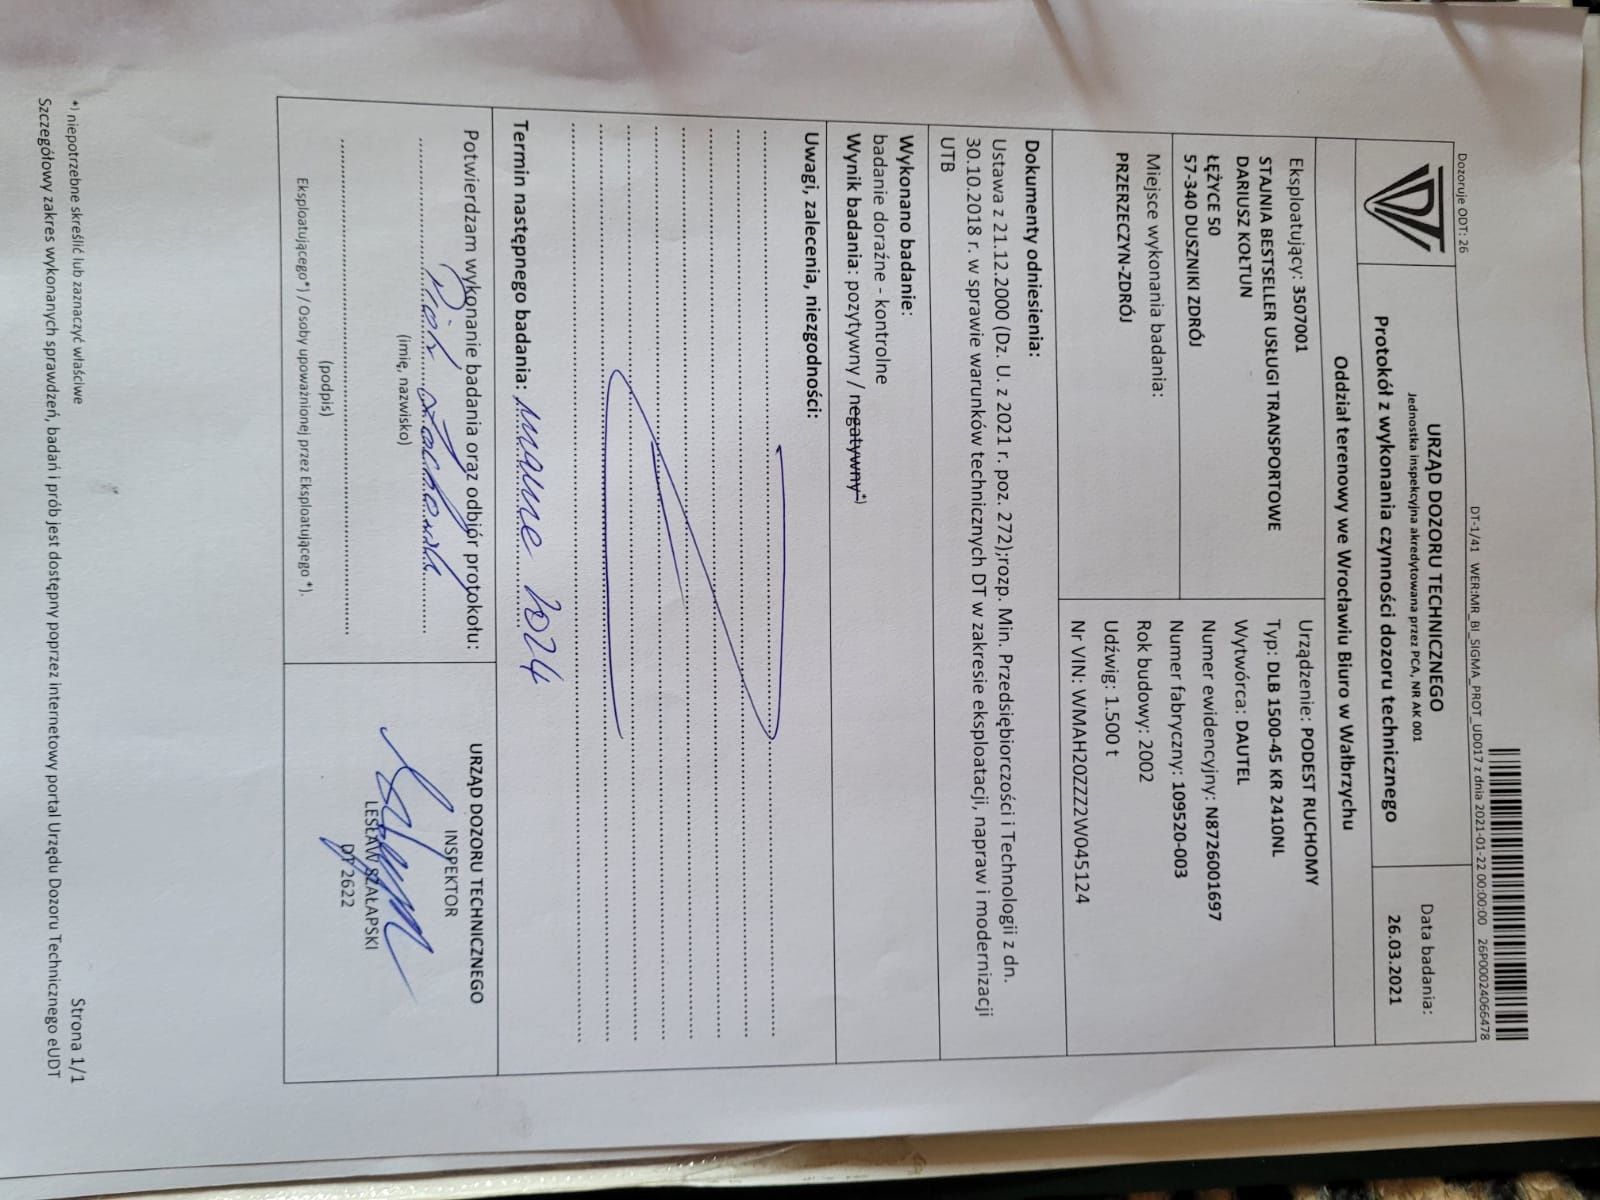 DT-1/41 WER:MR_BI_SIGMA_PROT_UD017 z dnia 2021-01-22 00:00:00 26P00024066478
Dozoruje ODT: 26
URZĄD DOZORU TECHNICZNEGO
Jednostka inspekcyjna akredytowana przez PCA, NR AK 001
Protokół z wykonania czynności dozoru technicznego
Data badania:
26.03.2021
Oddział terenowy we Wrocławiu Biuro w Wałbrzychu
Eksploatujący: 3507001
STAJNIA BESTSELLER USŁUGI TRANSPORTOWE
DARIUSZ KOŁTUN
ŁĘŻYCE 50
57-340 DUSZNIKI ZDRÓJ
Miejsce wykonania badania:
PRZERZECZYN-ZDRÓJ
Urządzenie: PODEST RUCHOMY
Typ: DLB 1500-45 KR 2410NL
Wytwórca: DAUTEL
Numer ewidencyjny: N8726001697
Numer fabryczny: 109520-003
Rok budowy: 2002
Udźwig: 1.500 t
Nr VIN: WMAH20ZZZ2W045124
Dokumenty odniesienia:
Ustawa z 21.12.2000 (Dz. U. z 2021 r. poz. 272);rozp. Min. Przedsiębiorczości i Technologii z dn.
30.10.2018 r. w sprawie warunków technicznych DT w zakresie eksploatacji, napraw i modernizacji
UTB
Wykonano badanie:
badanie doraźne - kontrolne
Wynik badania: pozytywny / negatywny*)
Uwagi, zalecenia, niezgodności:
Termin następnego badania: 2024
Potwierdzam wykonanie badania oraz odbiór protokołu:
(imię, nazwisko)
(podpis)
Eksploatującego*) / Osoby upoważnionej przez Eksploatującego *).
URZĄD DOZORU TECHNICZNEGO
INSPEKTOR
LESŁAW SZAŁAPSKI
DT 2622
*) niepotrzebne skreślić lub zaznaczyć właściwe
Strona 1/1
Szczegółowy zakres wykonanych sprawdzeń, badań i prób jest dostępny poprzez internetowy portal Urzędu Dozoru Technicznego eUDT